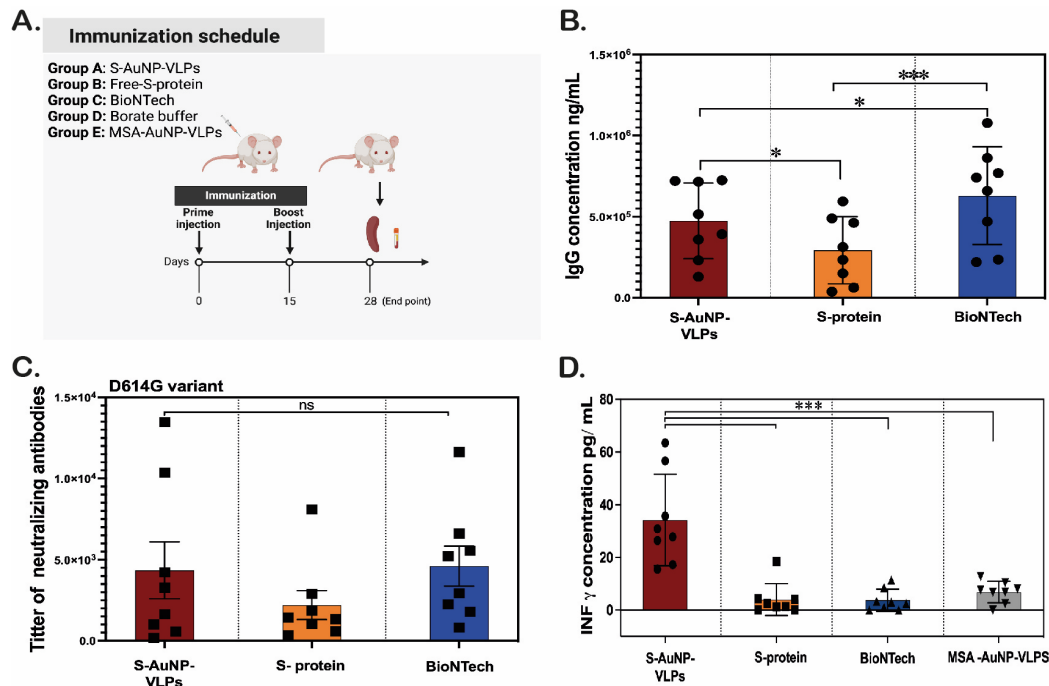 A.
Immunization schedule
Group A: S-AuNP-VLPs
Group B: Free-S-protein
Group C: BioNTech
Group D: Borate buffer
Group E: MSA-AuNP-VLPs
Immunization
Prime
injection
Boost
Injection
Days
0
15
28 (End point)
B.
IgG concentration ng/mL
1.5×10⁶
1.0×10⁶
5.0×10⁵
0.0
***
*
*
S-AuNP-
VLPs
S-protein
BioNTech
C.
D614G variant
Titter of neutralizing antibodies
1.5×10⁴
1.0×10⁴
5.0×10³
0.0
ns
S-AuNP-
VLPs
S- protein
BioNTech
D.
INF γ concentration pg/ mL
80
60
40
20
0
***
S-AuNP-
VLPs
S-protein
BioNTech
MSA -AuNP-VLPS